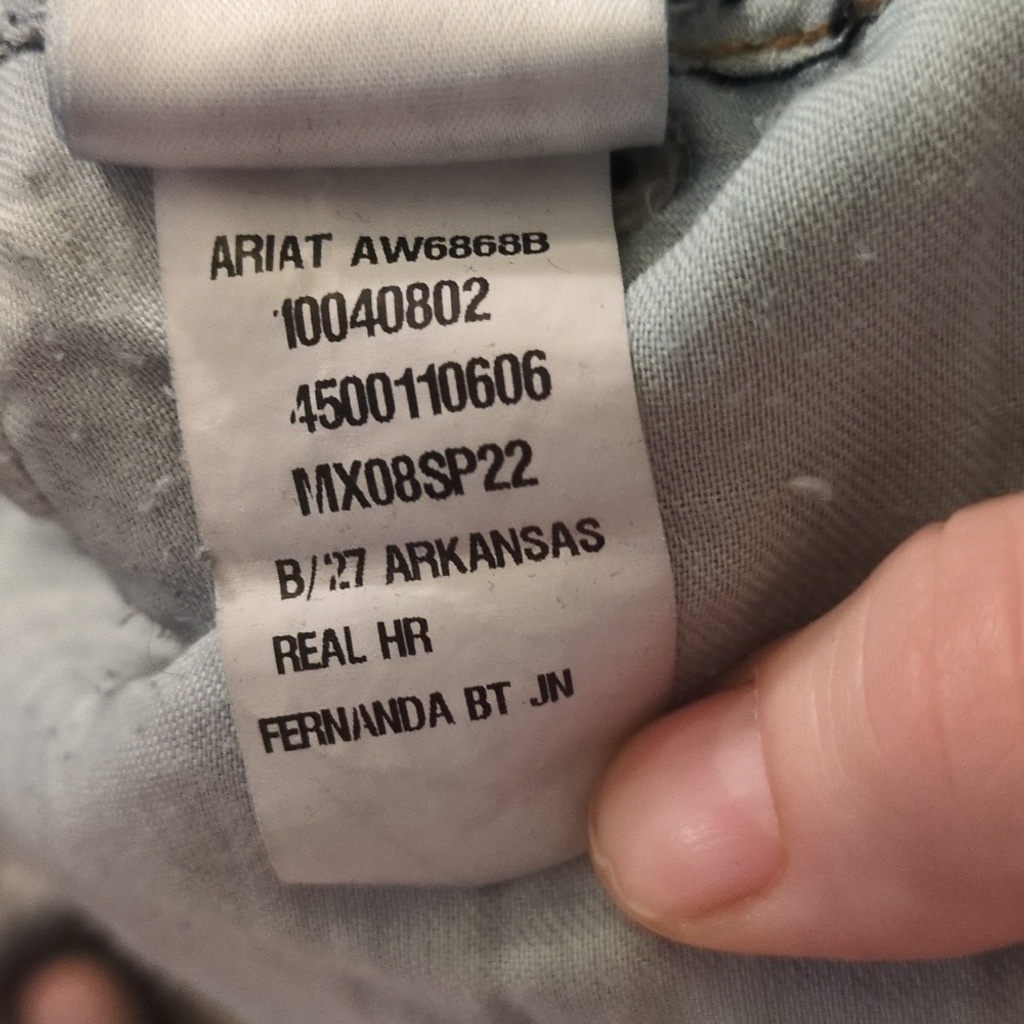 ARIAT AW6868B
10040802
4500110606
MX08SP22
B/27 ARKANSAS
REAL HR
FERNANDA BT JN